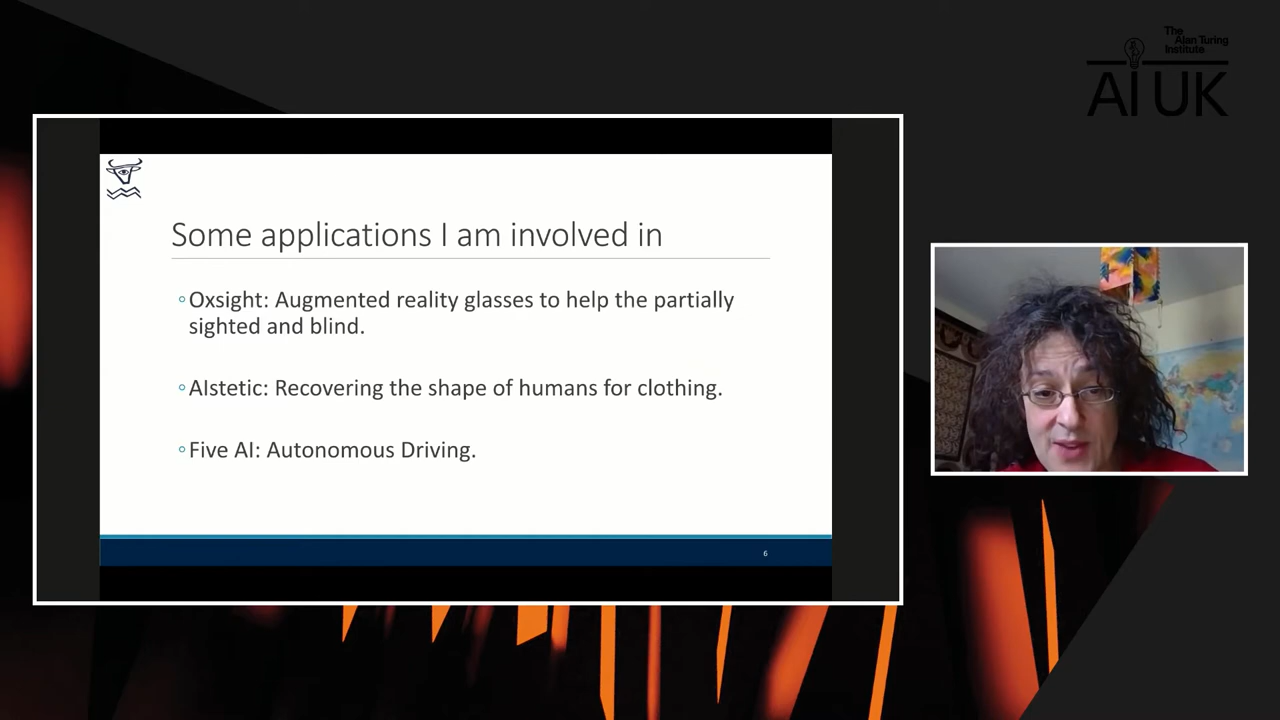 The
Alan Turing
Institute
AI UK
Some applications I am involved in
◦Oxsight: Augmented reality glasses to help the partially
sighted and blind.
◦AIstetic: Recovering the shape of humans for clothing.
◦Five AI: Autonomous Driving.
6